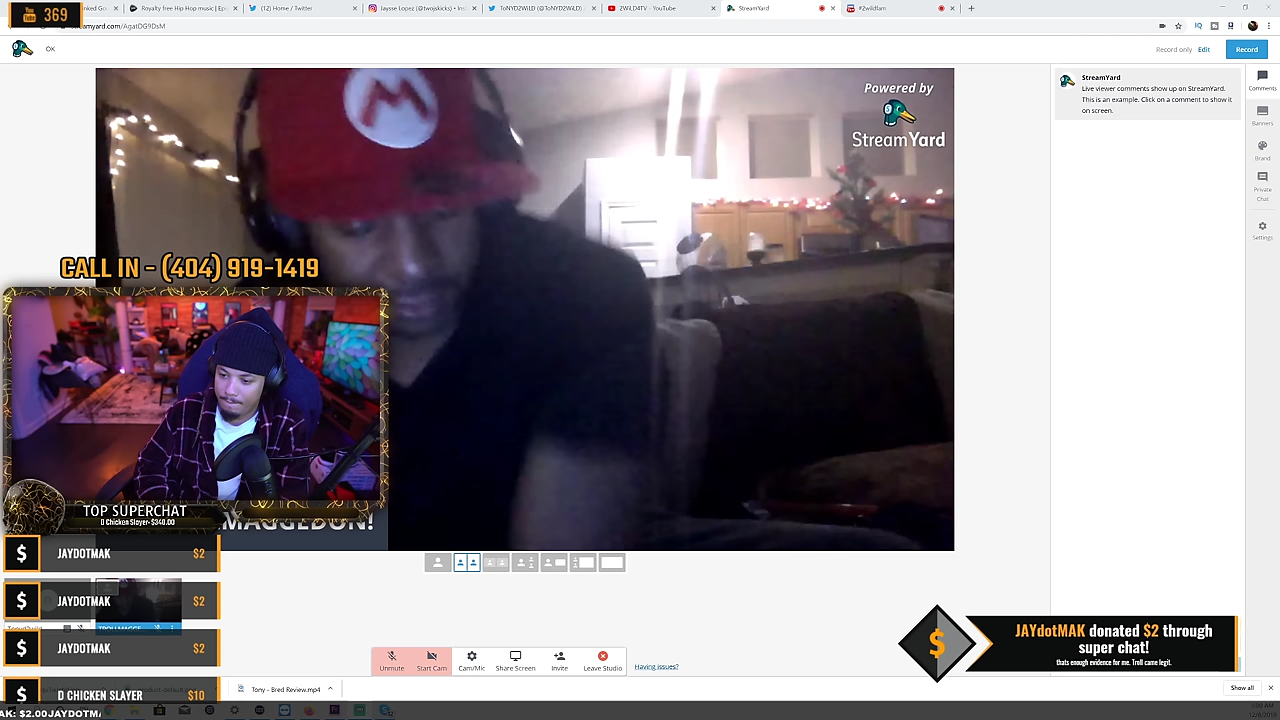 369
Royalty free Hip Hop music | Ep
(12) Home / Twitter
Jaysse Lopez (@twojskicks) • Ins
ToNYD2WiLD (@ToNYD2WiLD)
2WiLD4TV - YouTube
StreamYard
#2wildfam
streamyard.com/AgatDG9DsM
OK
Record only
Edit
Record
Powered by
StreamYard
StreamYard
Live viewer comments show up on StreamYard.
This is an example. Click on a comment to show it
on screen.
Comments
Banners
Brand
Private
Chat
Settings
M
CALL IN - (404) 919-1419
TOP SUPERCHAT
D Chicken Slayer- $340.00
MAGGEDON!
$ JAYDOTMAK $2
$ JAYDOTMAK $2
$ JAYDOTMAK $2
$ D CHICKEN SLAYER $10
AK: $2.00JAYDOTM
Unmute
Start Cam
Cam/Mic
Share Screen
Invite
Leave Studio
Having issues?
$
JAYdotMAK donated $2 through
super chat!
thats enough evidence for me. Troll came legit.
Tony - Bred Review.mp4
Show all